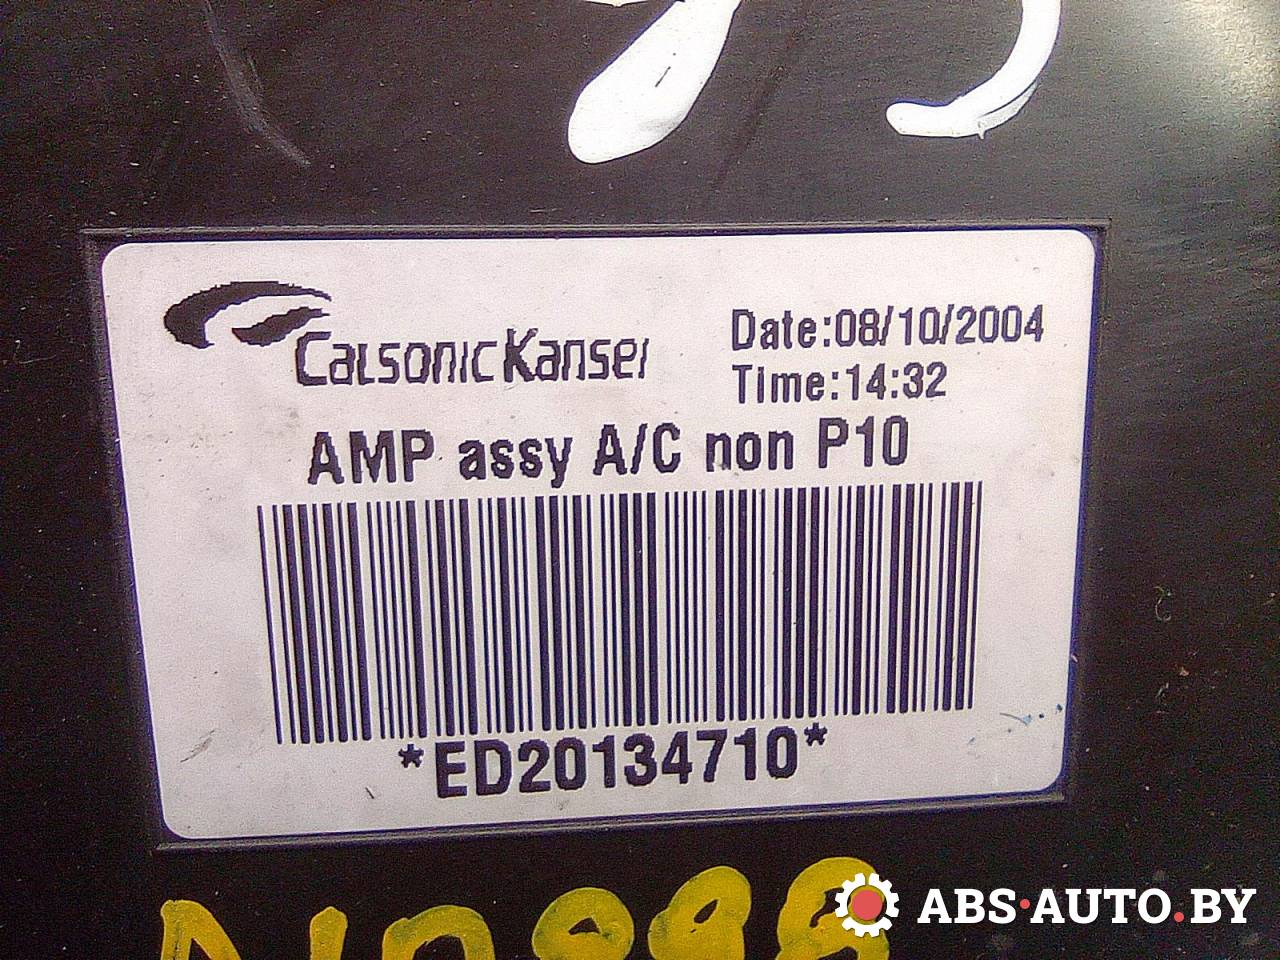 CalsonicKansei
Date:08/10/2004
Time:14:32
AMP assy A/C non P10
*ED20134710*
ABS·AUTO.BY